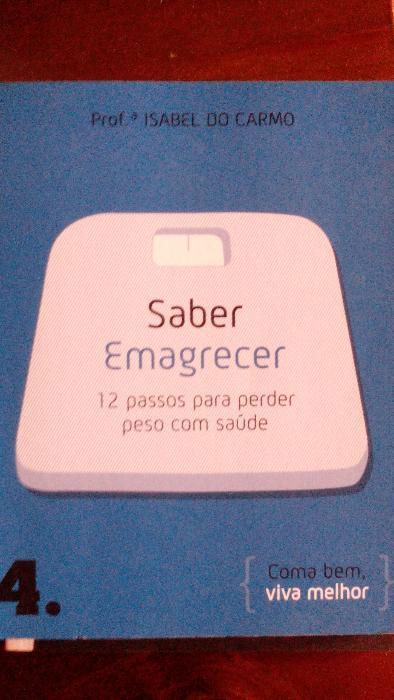 Prof.ª ISABEL DO CARMO
Saber
Emagrecer
12 passos para perder
peso com saúde
4.
{ Coma bem, }
viva melhor